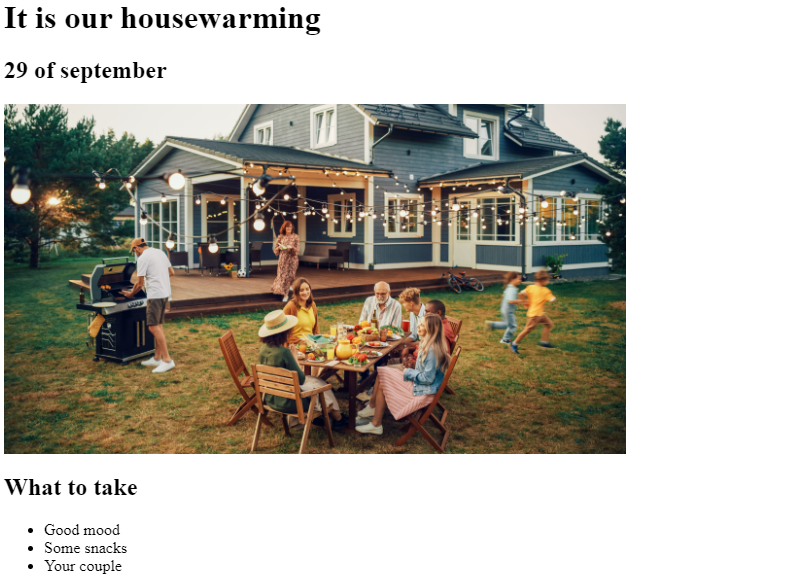 It is our housewarming
29 of september
What to take
Good mood
Some snacks
Your couple